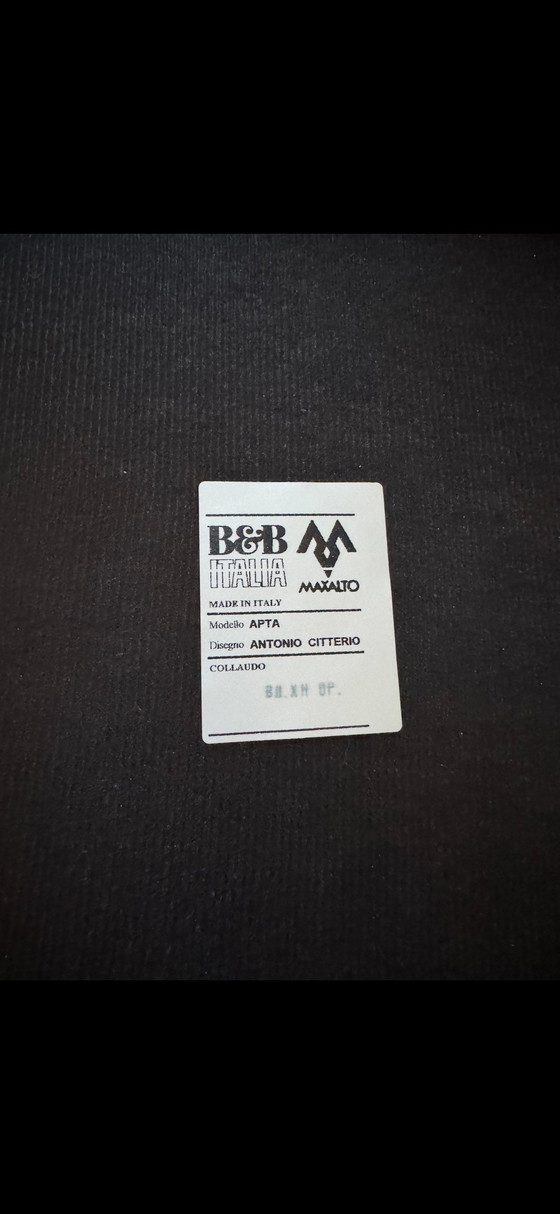 B&B
ITALIA
MAXALTO
MADE IN ITALY
Modello APTA
Disegno ANTONIO CITTERIO
COLLAUDO